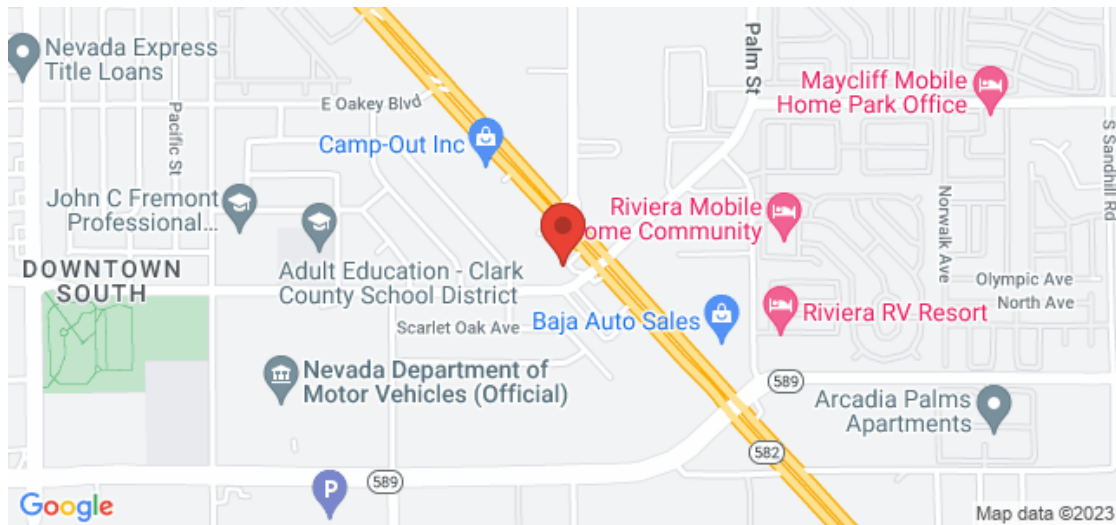 Nevada Express
Title Loans
Palm St
Maycliff Mobile
Home Park Office
E Oakey Blvd
Pacific St
Camp-Out Inc
S Sandhill Rd
John C Fremont
Professional...
Riviera Mobile
ome Community
Norwalk Ave
DOWNTOWN
SOUTH
Adult Education - Clark
County School District
Olympic Ave
North Ave
Scarlet Oak Ave
Baja Auto Sales
Riviera RV Resort
Nevada Department of
Motor Vehicles (Official)
589
Arcadia Palms
Apartments
582
589
P
Google
Map data ©2023